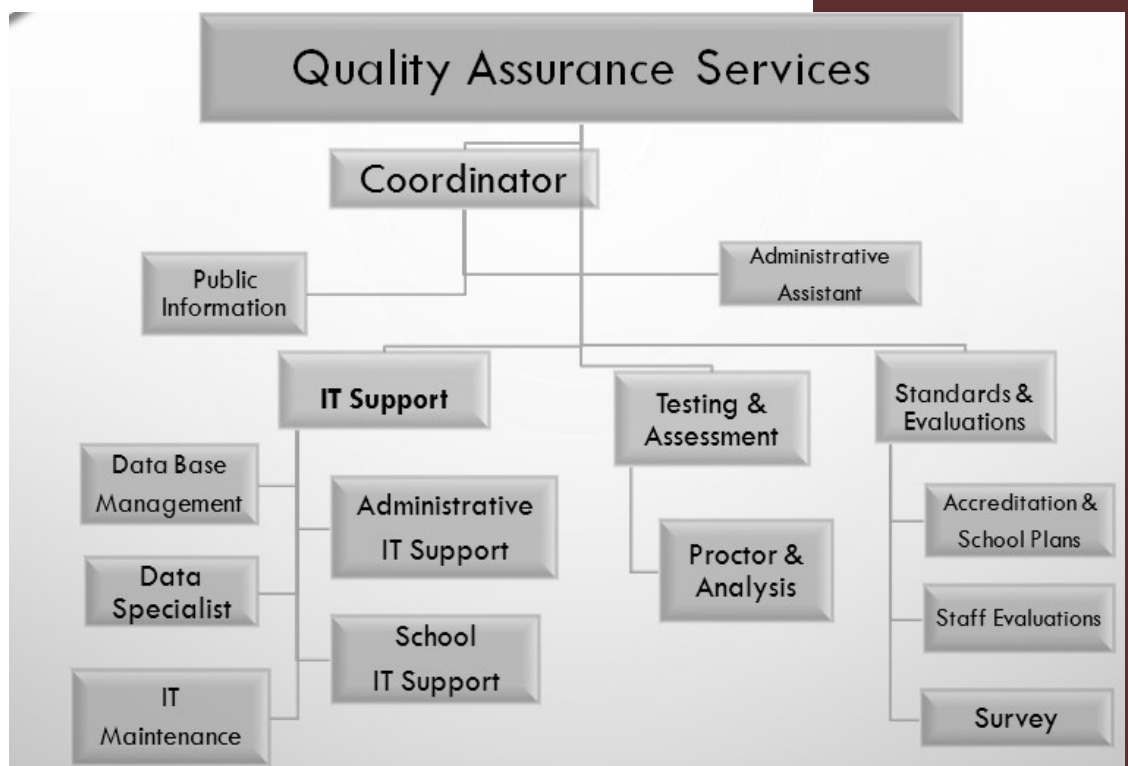 Quality Assurance Services
Coordinator
Public
Information
Administrative
Assistant
IT Support
Testing &
Assessment
Standards &
Evaluations
Data Base
Management
Administrative
IT Support
Data
Specialist
School
IT Support
IT
Maintenance
Proctor &
Analysis
Accreditation &
School Plans
Staff Evaluations
Survey